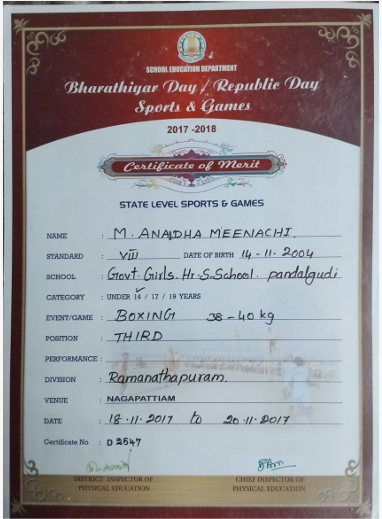 SCHOOL EDUCATION DEPARTMENT
Bharathiyar Day / Republic Day
Sports & Games
2017 -2018
Certificate of Merit
STATE LEVEL SPORTS & GAMES
NAME : M. ANANDHA MEENACHI.
STANDARD : VIII DATE OF BIRTH 14-11-2004
SCHOOL : Govt. Girls. Hr. S. School, pandalgudi
CATEGORY : UNDER 14 / 17 / 19 YEARS
EVENT/GAME : BOXING 38-40 kg
POSITION : THIRD
PERFORMANCE :
DIVISION : Ramanathapuram.
VENUE : NAGAPATTIAM
DATE : 18.11.2017 to 20.11.2017
Certificate No : D 2547
DISTRICT INSPECTOR OF CHIEF INSPECTOR OF
PHYSICAL EDUCATION PHYSICAL EDUCATION